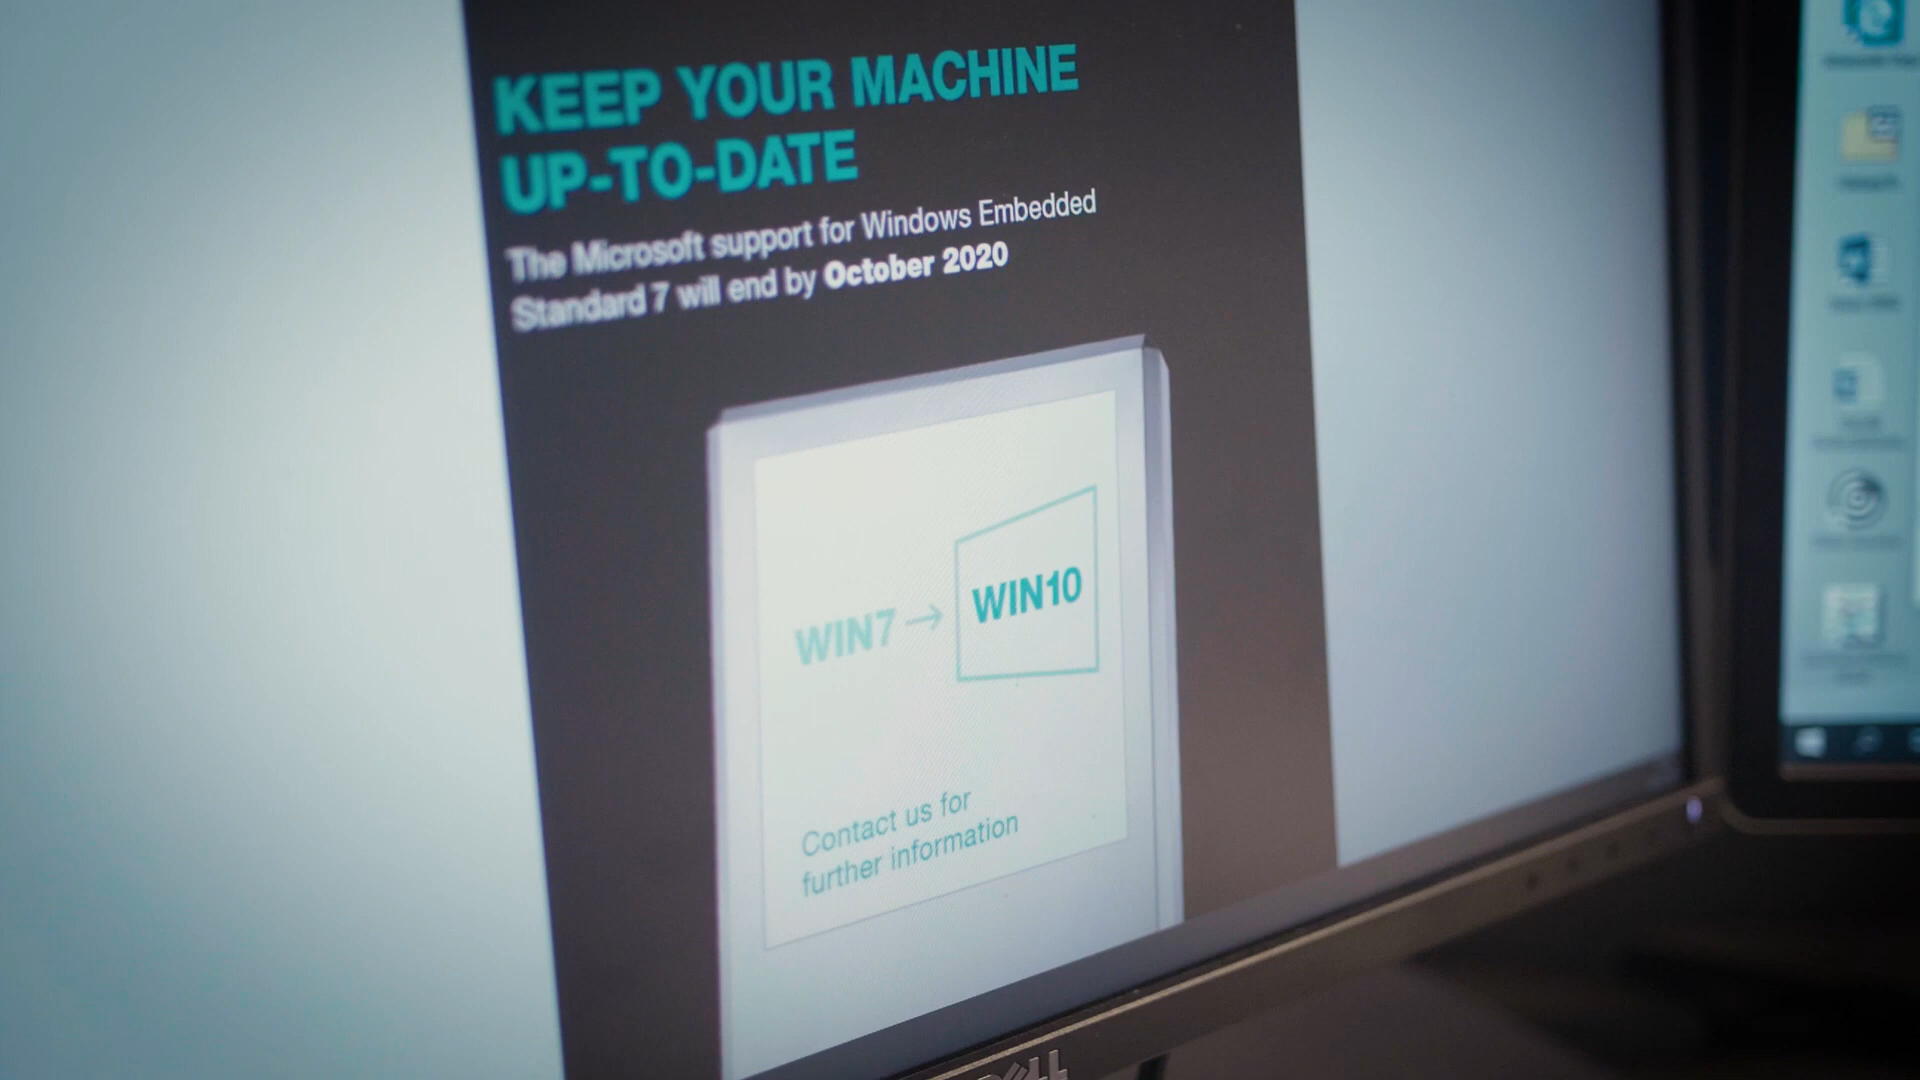 KEEP YOUR MACHINE
UP-TO-DATE
The Microsoft support for Windows Embedded
Standard 7 will end by October 2020
WIN7 → WIN10
Contact us for
further information
DELL